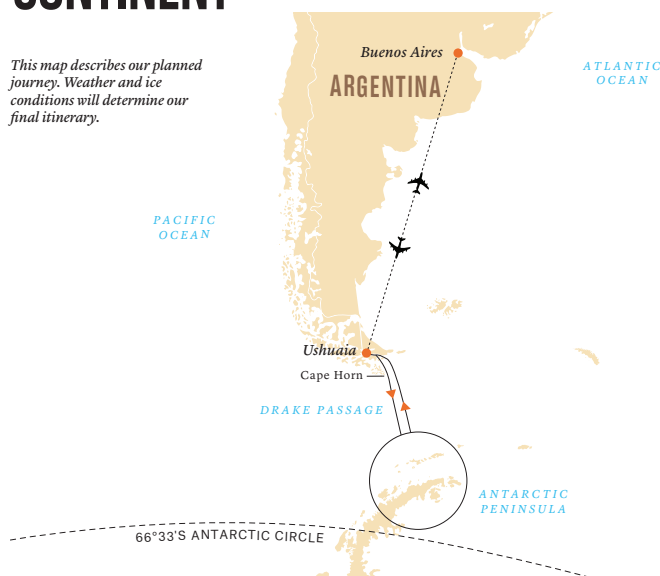 CONTINENT
This map describes our planned
journey. Weather and ice
conditions will determine our
final itinerary.
Buenos Aires
ARGENTINA
ATLANTIC
OCEAN
PACIFIC
OCEAN
Ushuaia
Cape Horn
DRAKE PASSAGE
ANTARCTIC
PENINSULA
66°33'S ANTARCTIC CIRCLE